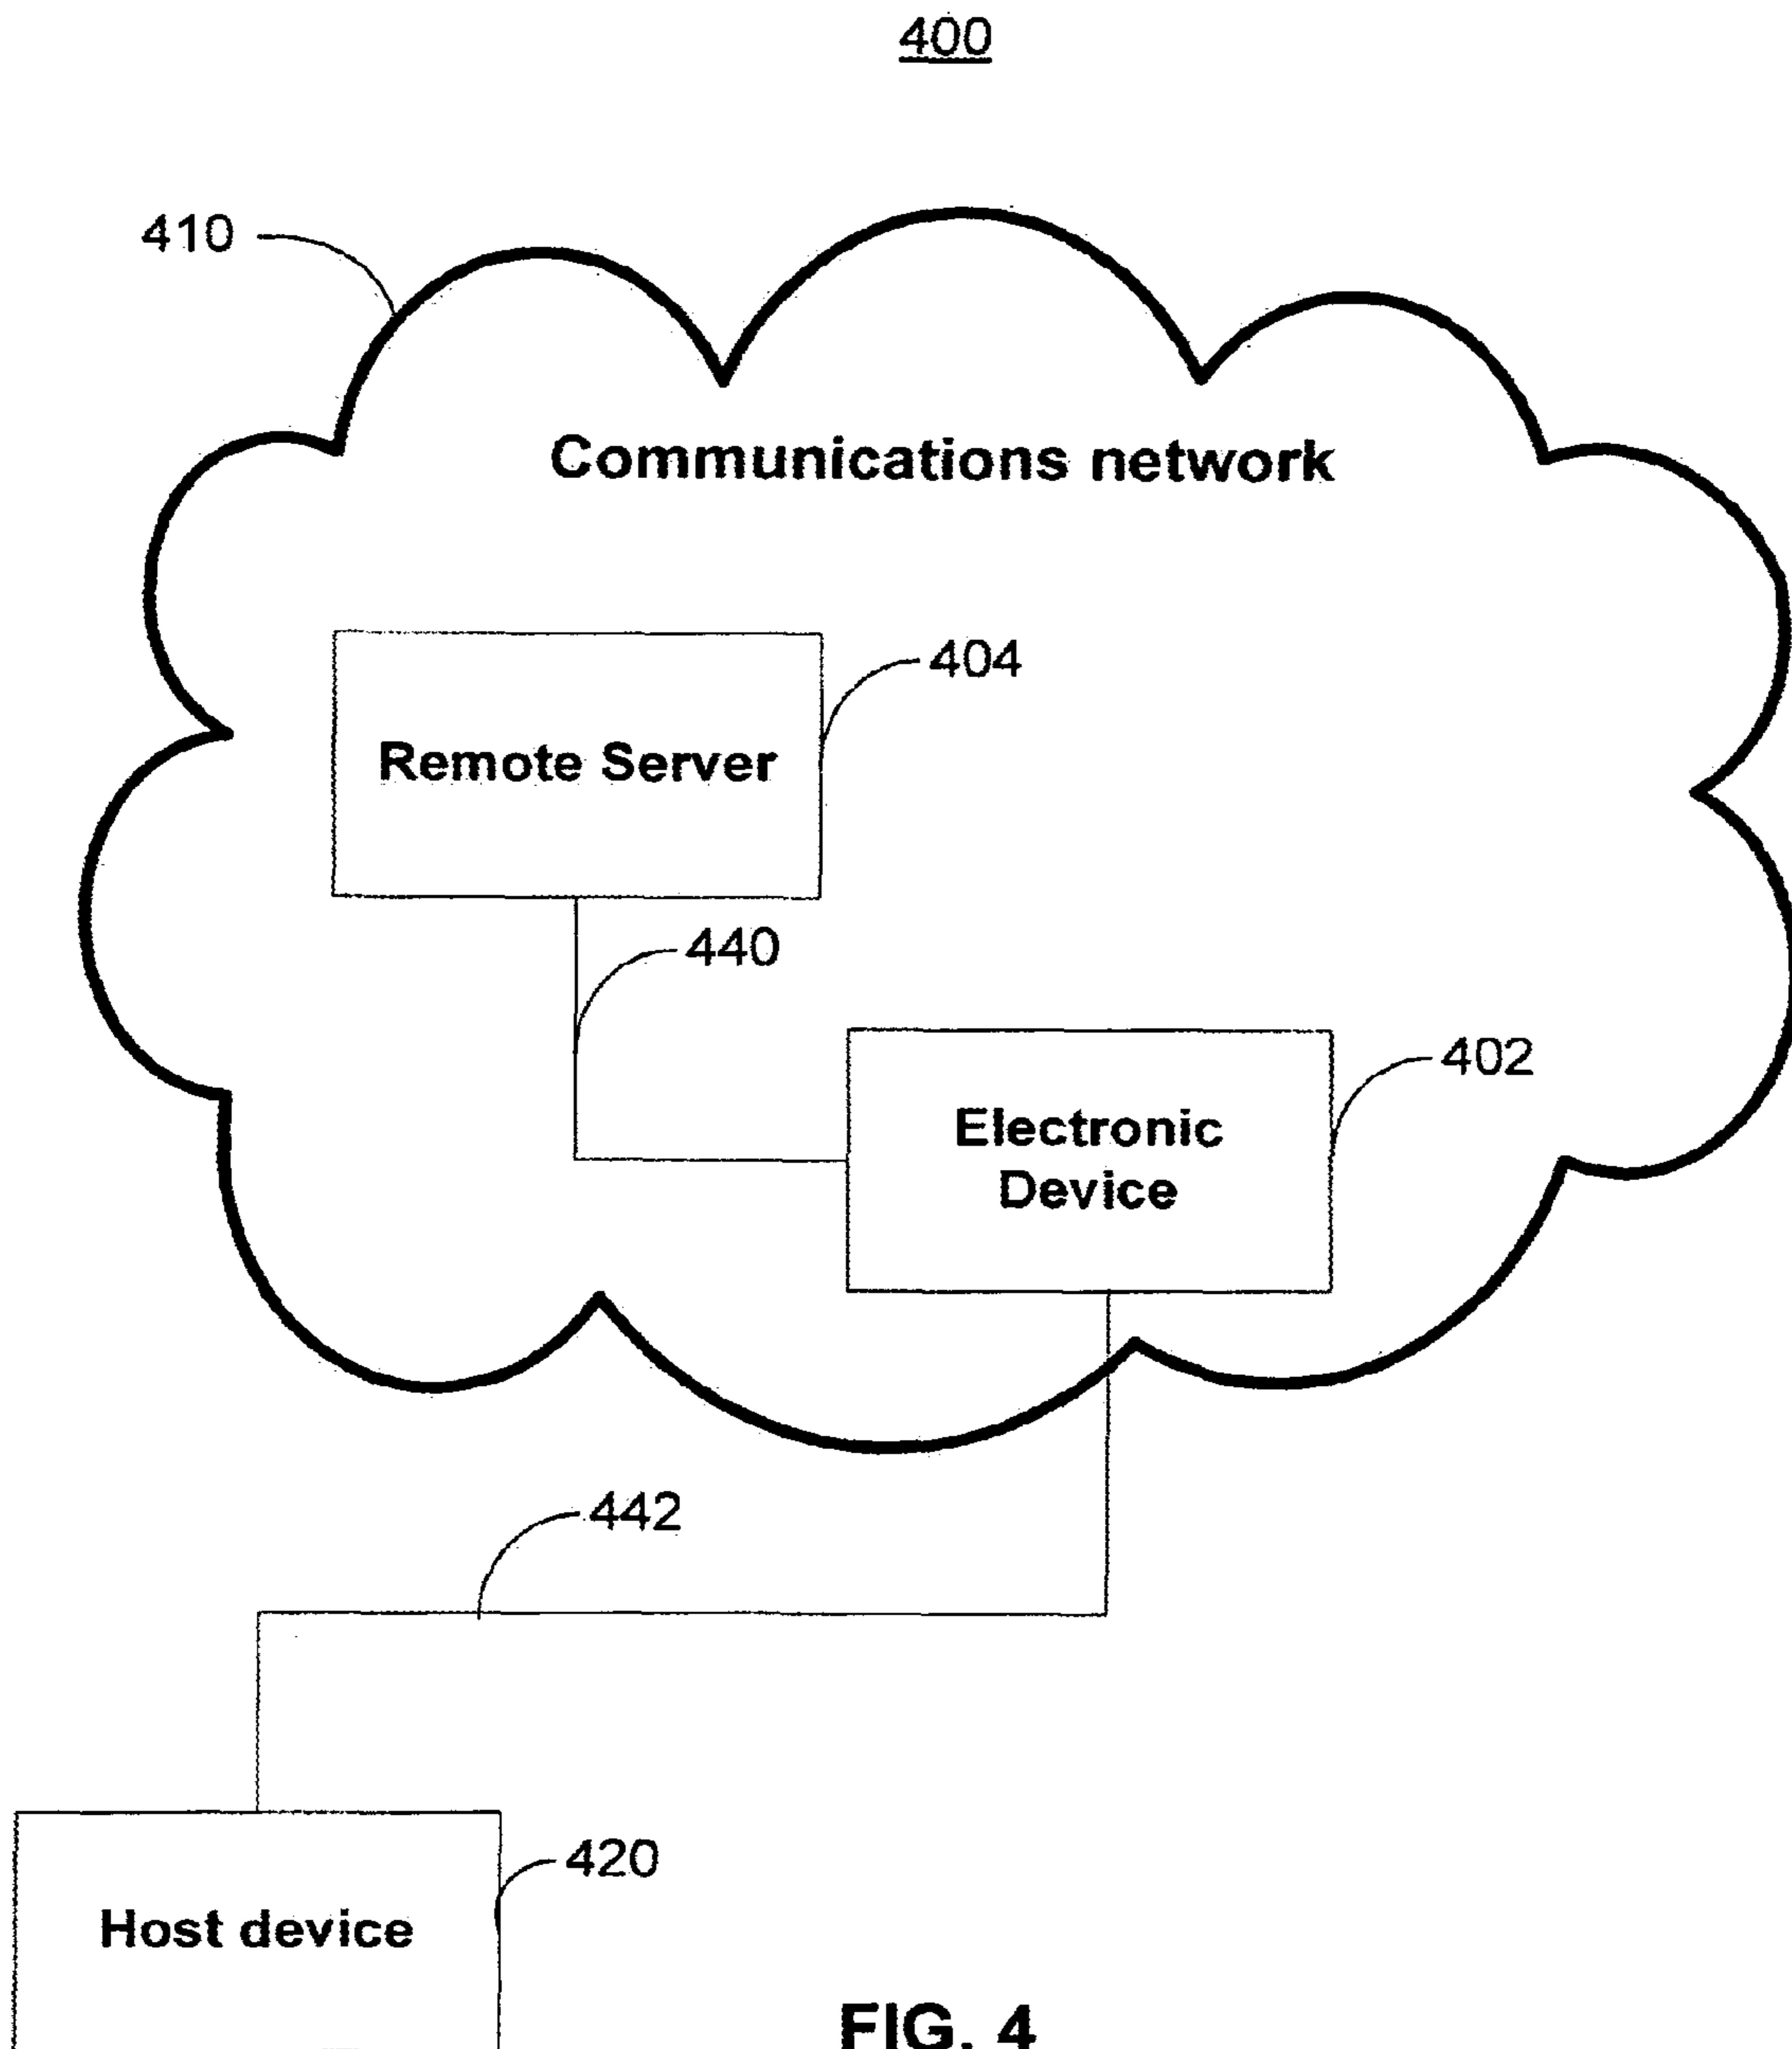 400
410
Communications network
404
Remote Server
440
402
Electronic
Device
442
420
Host device
FIG. 4